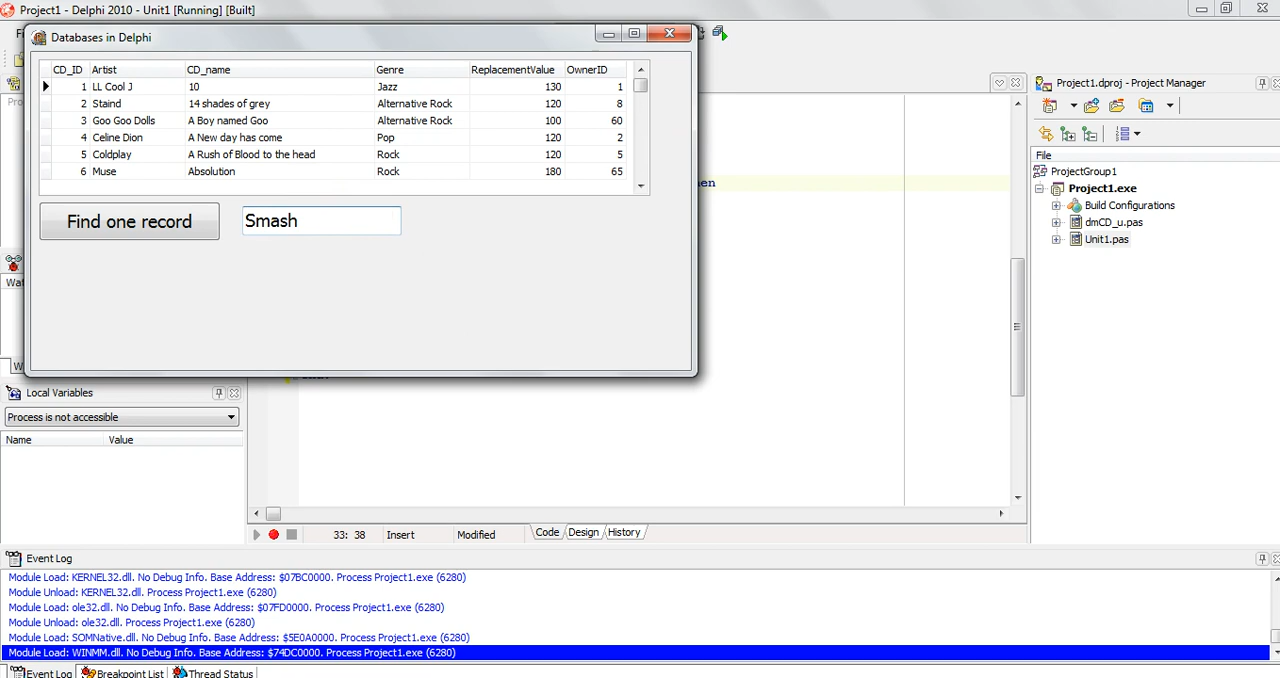 Project1 - Delphi 2010 - Unit1 [Running] [Built]
Databases in Delphi
CD_ID Artist CD_name Genre ReplacementValue OwnerID
1 LL Cool J 10 Jazz 130 1
2 Staind 14 shades of grey Alternative Rock 120 8
3 Goo Goo Dolls A Boy named Goo Alternative Rock 100 60
4 Celine Dion A New day has come Pop 120 2
5 Coldplay A Rush of Blood to the head Rock 120 5
6 Muse Absolution Rock 180 65
Find one record Smash
Project1.dproj - Project Manager
File
ProjectGroup1
Project1.exe
Build Configurations
dmCD_u.pas
Unit1.pas
Local Variables
Process is not accessible
Name Value
33: 38 Insert Modified Code Design History
Event Log
Module Load: KERNEL32.dll. No Debug Info. Base Address: $07BC0000. Process Project1.exe (6280)
Module Unload: KERNEL32.dll. Process Project1.exe (6280)
Module Load: ole32.dll. No Debug Info. Base Address: $07FD0000. Process Project1.exe (6280)
Module Unload: ole32.dll. Process Project1.exe (6280)
Module Load: SOMNative.dll. No Debug Info. Base Address: $5E0A0000. Process Project1.exe (6280)
Module Load: WINMM.dll. No Debug Info. Base Address: $74DC0000. Process Project1.exe (6280)
Event Log Breakpoint List Thread Status